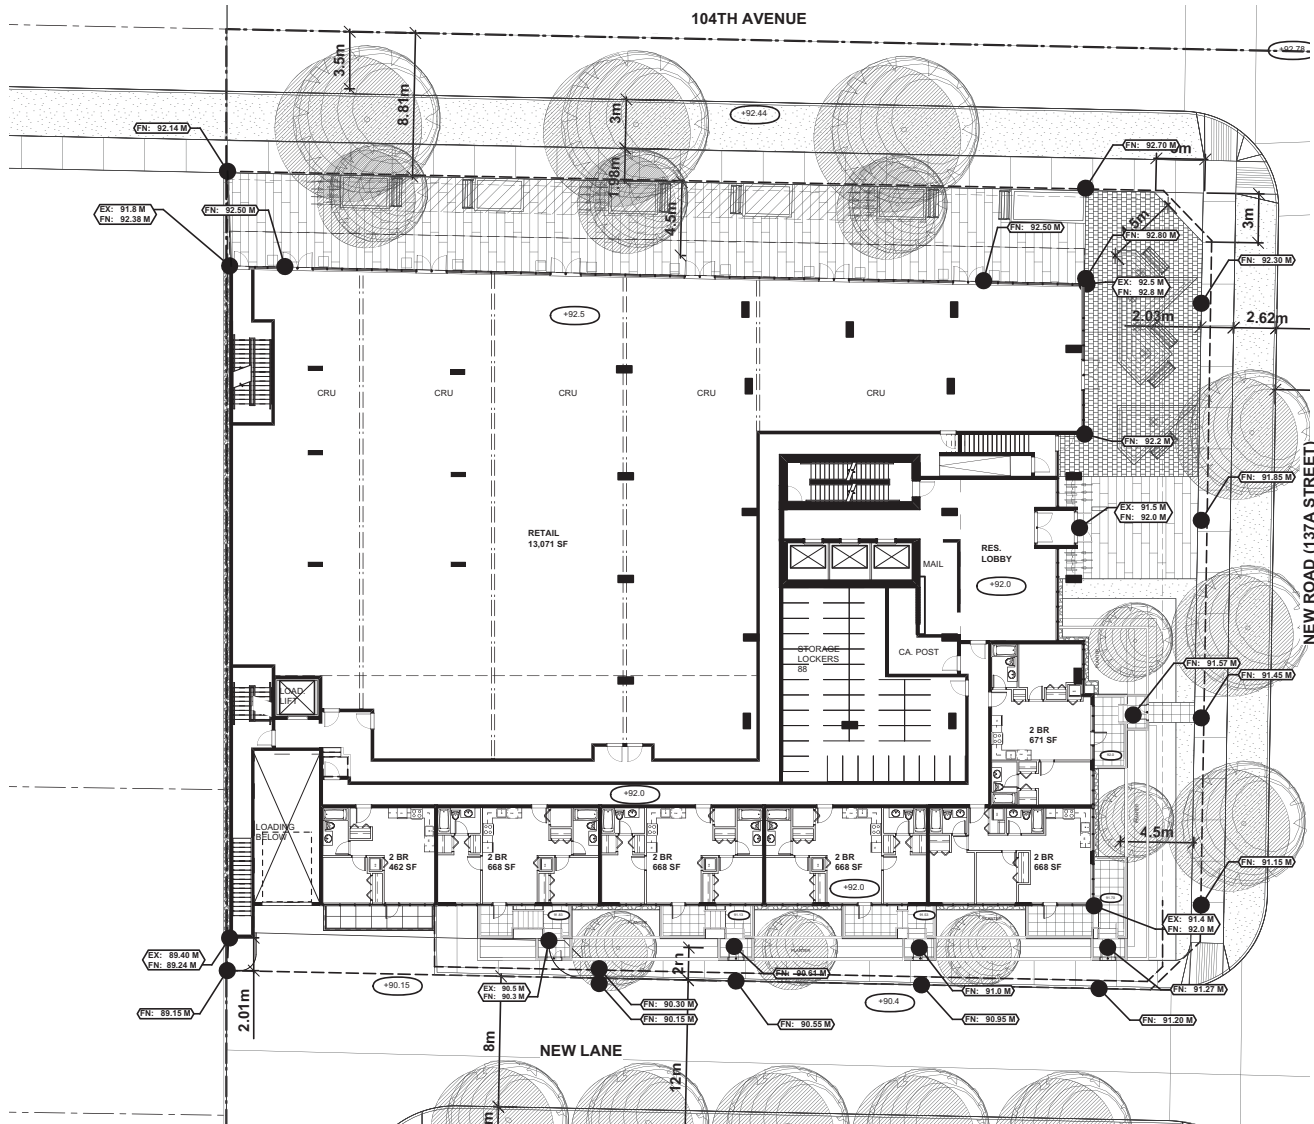 104TH AVENUE
+92.78
3.5m
8.81m
3m
+92.44
FN: 92.14 M
FN: 92.70 M
1.98m
EX: 91.8 M
FN: 92.38 M
FN: 92.50 M
4.5m
FN: 92.50 M
FN: 92.80 M
3m
FN: 92.30 M
EX: 92.5 M
FN: 92.8 M
+92.5
2.03m
2.62m
CRU
CRU
CRU
CRU
CRU
FN: 92.2 M
FN: 91.85 M
NEW ROAD (137A STREET)
EX: 91.5 M
FN: 92.0 M
RETAIL
13,071 SF
RES.
LOBBY
MAIL
+92.0
STORAGE
LOCKERS
88
CA. POST
FN: 91.57 M
FN: 91.45 M
LOAD.
LIFT
2 BR
671 SF
+92.0
LOADING
BELOW
2 BR
462 SF
2 BR
668 SF
2 BR
668 SF
2 BR
668 SF
2 BR
668 SF
+92.0
4.5m
FN: 91.15 M
EX: 91.4 M
FN: 92.0 M
PLANTER
PLANTER
PLANTER
EX: 89.40 M
FN: 89.24 M
2m
FN: 90.61 M
+90.15
EX: 90.5 M
FN: 90.3 M
FN: 90.30 M
+90.4
FN: 91.0 M
FN: 91.27 M
FN: 89.15 M
2.01m
FN: 90.15 M
FN: 90.55 M
FN: 90.95 M
FN: 91.20 M
8m
NEW LANE
12m